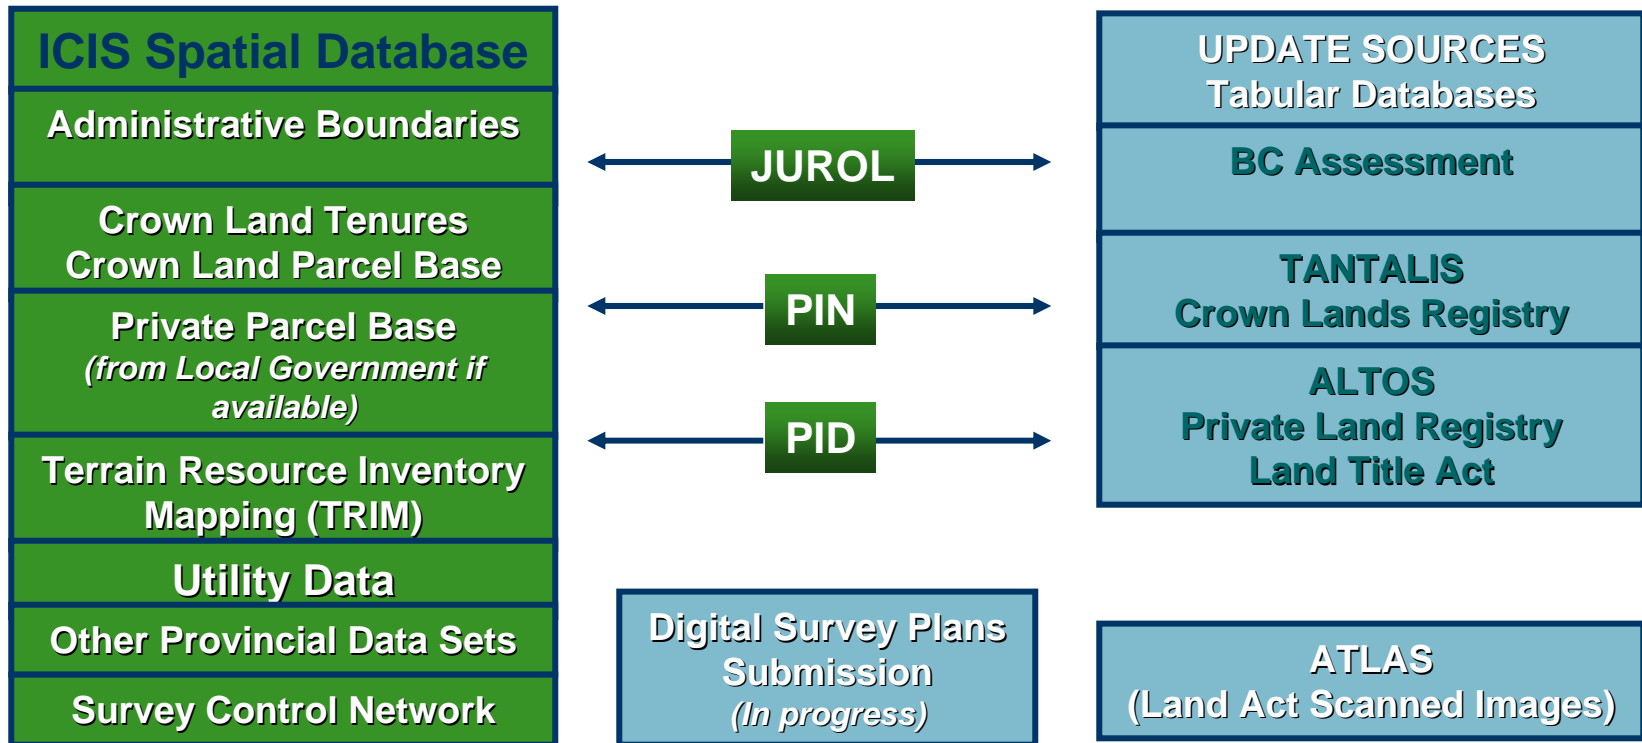 ICIS Spatial Database
Administrative Boundaries
Crown Land Tenures
Crown Land Parcel Base
Private Parcel Base
(from Local Government if
available)
Terrain Resource Inventory
Mapping (TRIM)
Utility Data
Other Provincial Data Sets
Survey Control Network
JUROL
PIN
PID
Digital Survey Plans
Submission
(In progress)
UPDATE SOURCES
Tabular Databases
BC Assessment
TANTALIS
Crown Lands Registry
ALTOS
Private Land Registry
Land Title Act
ATLAS
(Land Act Scanned Images)